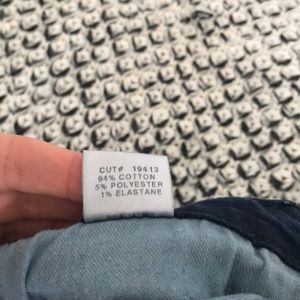 CUT# 19413
94% COTTON
5% POLYESTER
1% ELASTANE